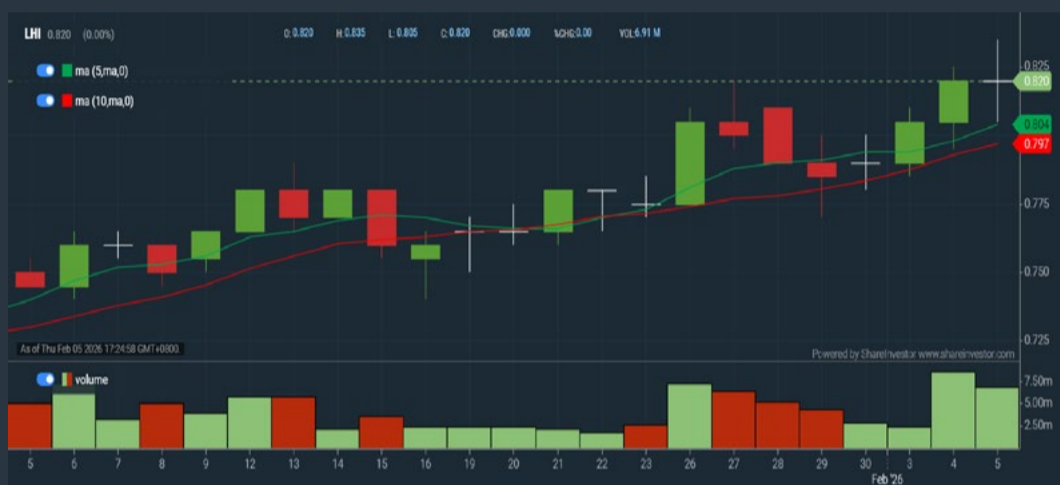 LHI 0.820 (0.00%) O: 0.820 H: 0.835 L: 0.805 C: 0.820 CHG:0.000 %CHG:0.00 VOL:6.91 M
ma (5,ma,0)
ma (10,ma,0)
0.825
0.820
0.804
0.797
0.775
0.750
0.725
As of Thu Feb 05 2026 17:24:58 GMT+0800
Powered by ShareInvestor www.shareinvestor.com
volume
7.50m
5.00m
2.50m
5 6 7 8 9 12 13 14 15 16 19 20 21 22 23 26 27 28 29 30 3 4 5
Feb '26